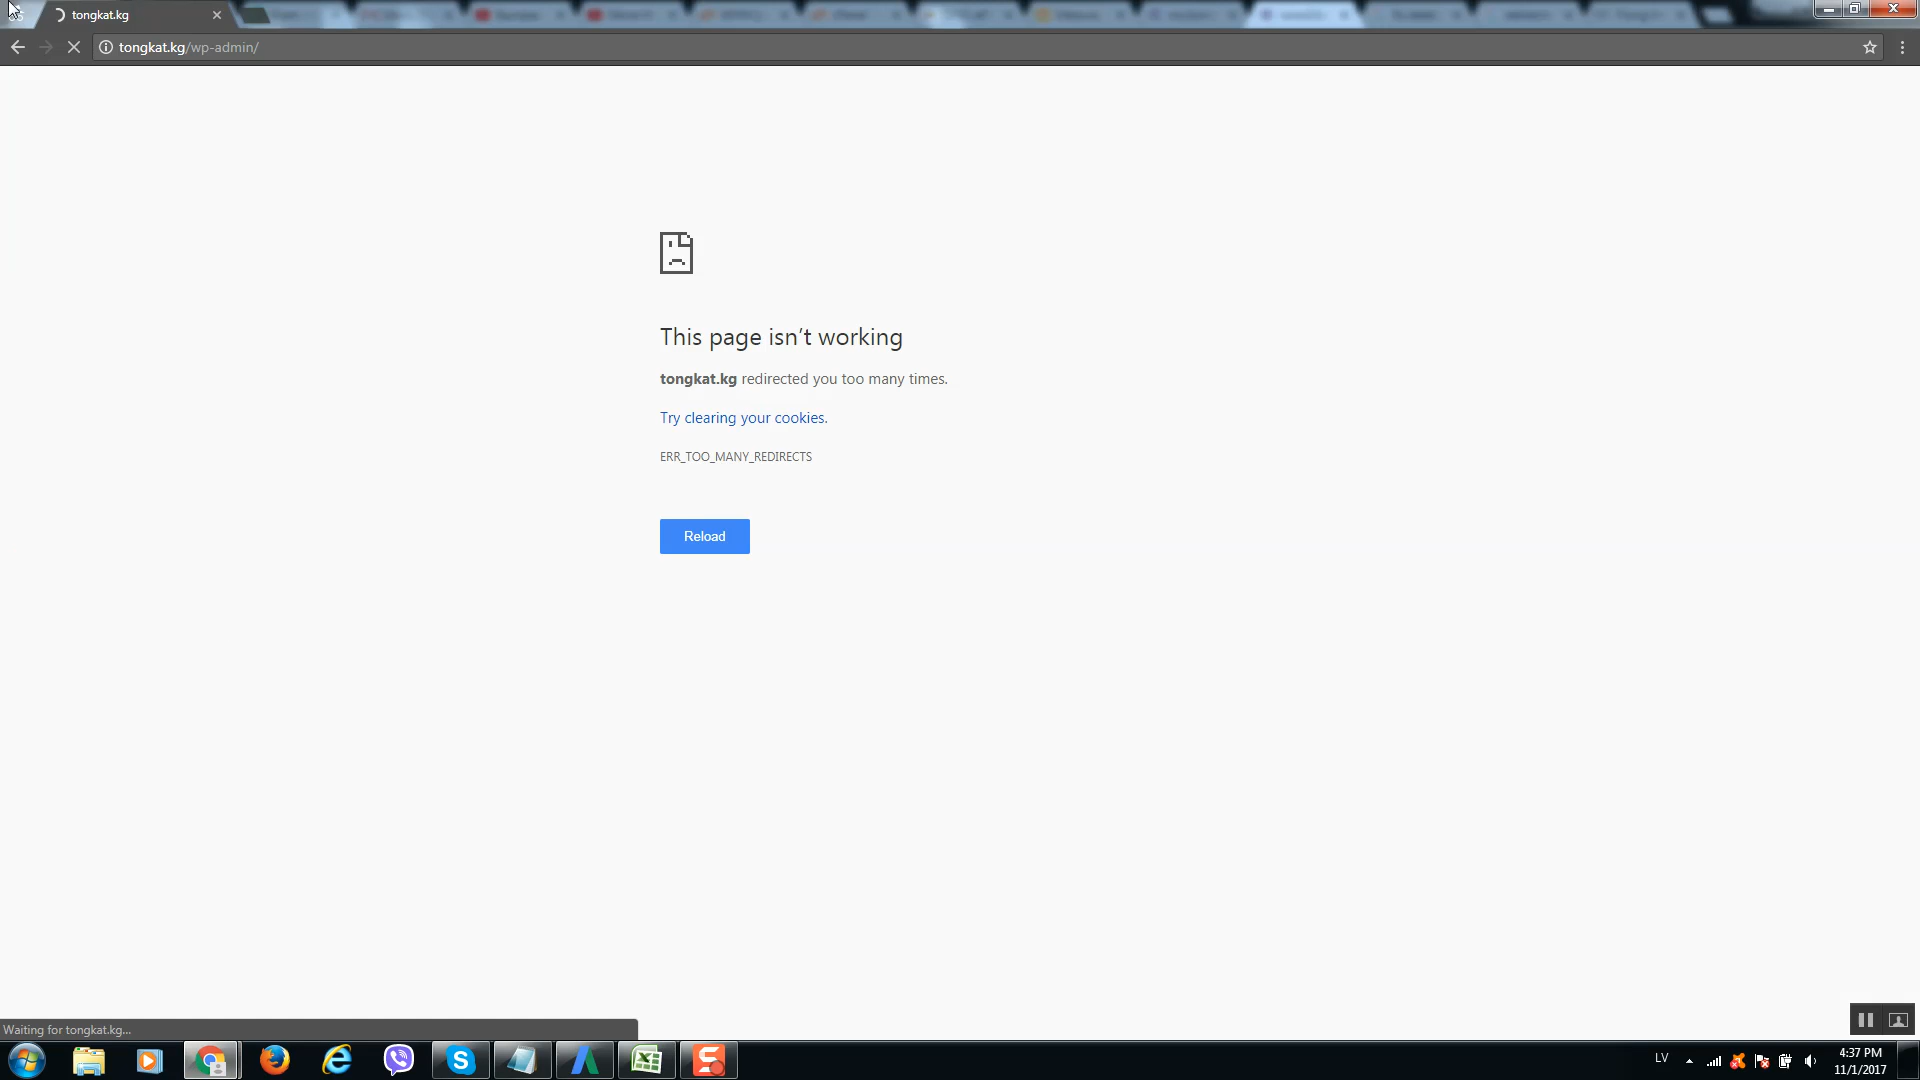 tongkat.kg
tongkat.kg/wp-admin/
This page isn’t working
tongkat.kg redirected you too many times.
Try clearing your cookies.
ERR_TOO_MANY_REDIRECTS
Reload
Waiting for tongkat.kg...
LV
4:37 PM
11/1/2017